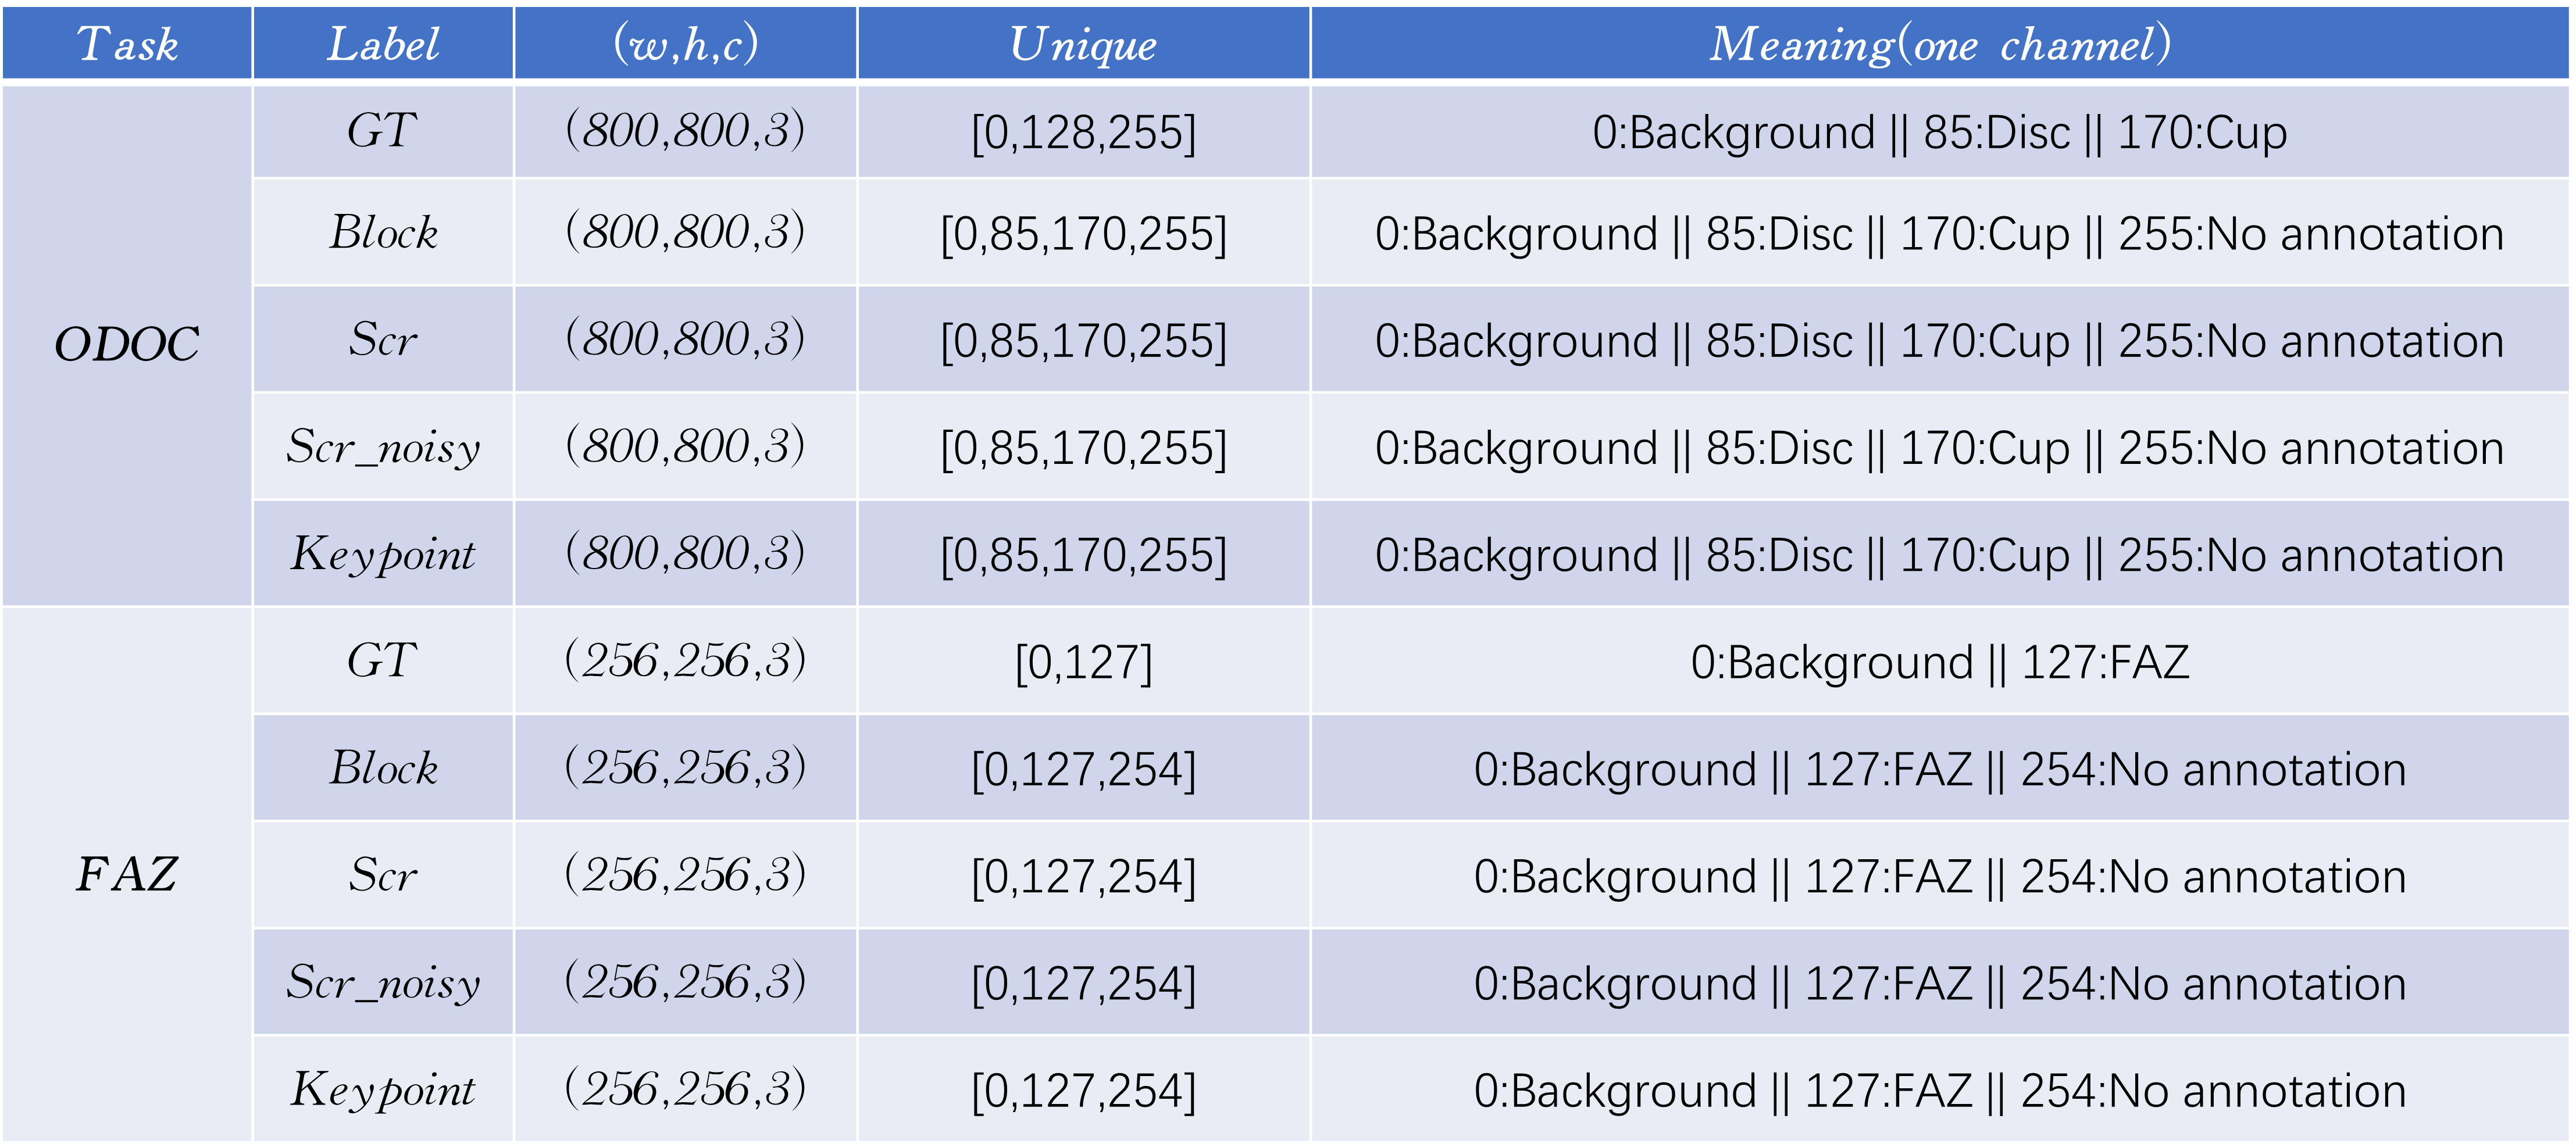 Task Label (w,h,c) Unique Meaning(one channel)
ODOC
GT (800,800,3) [0,128,255] 0:Background || 85:Disc || 170:Cup
Block (800,800,3) [0,85,170,255] 0:Background || 85:Disc || 170:Cup || 255:No annotation
Scr (800,800,3) [0,85,170,255] 0:Background || 85:Disc || 170:Cup || 255:No annotation
Scr_noisy (800,800,3) [0,85,170,255] 0:Background || 85:Disc || 170:Cup || 255:No annotation
Keypoint (800,800,3) [0,85,170,255] 0:Background || 85:Disc || 170:Cup || 255:No annotation
FAZ
GT (256,256,3) [0,127] 0:Background || 127:FAZ
Block (256,256,3) [0,127,254] 0:Background || 127:FAZ || 254:No annotation
Scr (256,256,3) [0,127,254] 0:Background || 127:FAZ || 254:No annotation
Scr_noisy (256,256,3) [0,127,254] 0:Background || 127:FAZ || 254:No annotation
Keypoint (256,256,3) [0,127,254] 0:Background || 127:FAZ || 254:No annotation